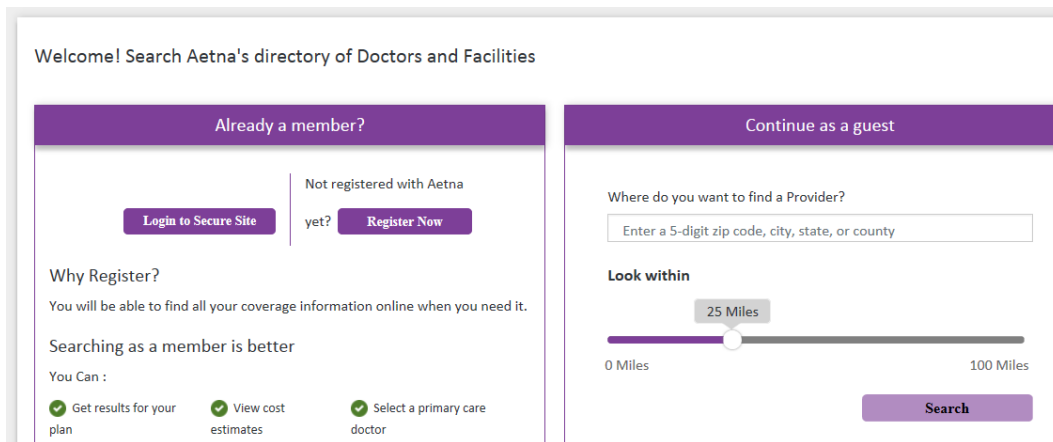 Welcome! Search Aetna's directory of Doctors and Facilities
Already a member?
Not registered with Aetna
Login to Secure Site
yet?
Register Now
Why Register?
You will be able to find all your coverage information online when you need it.
Searching as a member is better
You Can :
Get results for your
plan
View cost
estimates
Select a primary care
doctor
Continue as a guest
Where do you want to find a Provider?
Enter a 5-digit zip code, city, state, or county
Look within
25 Miles
0 Miles
100 Miles
Search